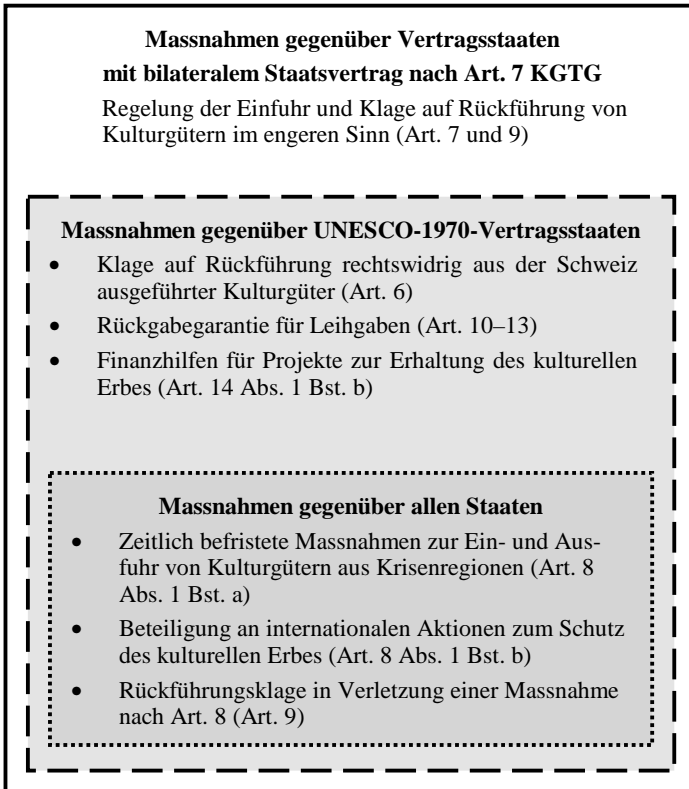 Massnahmen gegenüber Vertragsstaaten
mit bilateralem Staatsvertrag nach Art. 7 KGTG
Regelung der Einfuhr und Klage auf Rückführung von
Kulturgütern im engeren Sinn (Art. 7 und 9)
Massnahmen gegenüber UNESCO-1970-Vertragsstaaten
• Klage auf Rückführung rechtswidrig aus der Schweiz
ausgeführter Kulturgüter (Art. 6)
• Rückgabegarantie für Leihgaben (Art. 10–13)
• Finanzhilfen für Projekte zur Erhaltung des kulturellen
Erbes (Art. 14 Abs. 1 Bst. b)
Massnahmen gegenüber allen Staaten
• Zeitlich befristete Massnahmen zur Ein- und Aus-
fuhr von Kulturgütern aus Krisenregionen (Art. 8
Abs. 1 Bst. a)
• Beteiligung an internationalen Aktionen zum Schutz
des kulturellen Erbes (Art. 8 Abs. 1 Bst. b)
• Rückführungsklage in Verletzung einer Massnahme
nach Art. 8 (Art. 9)